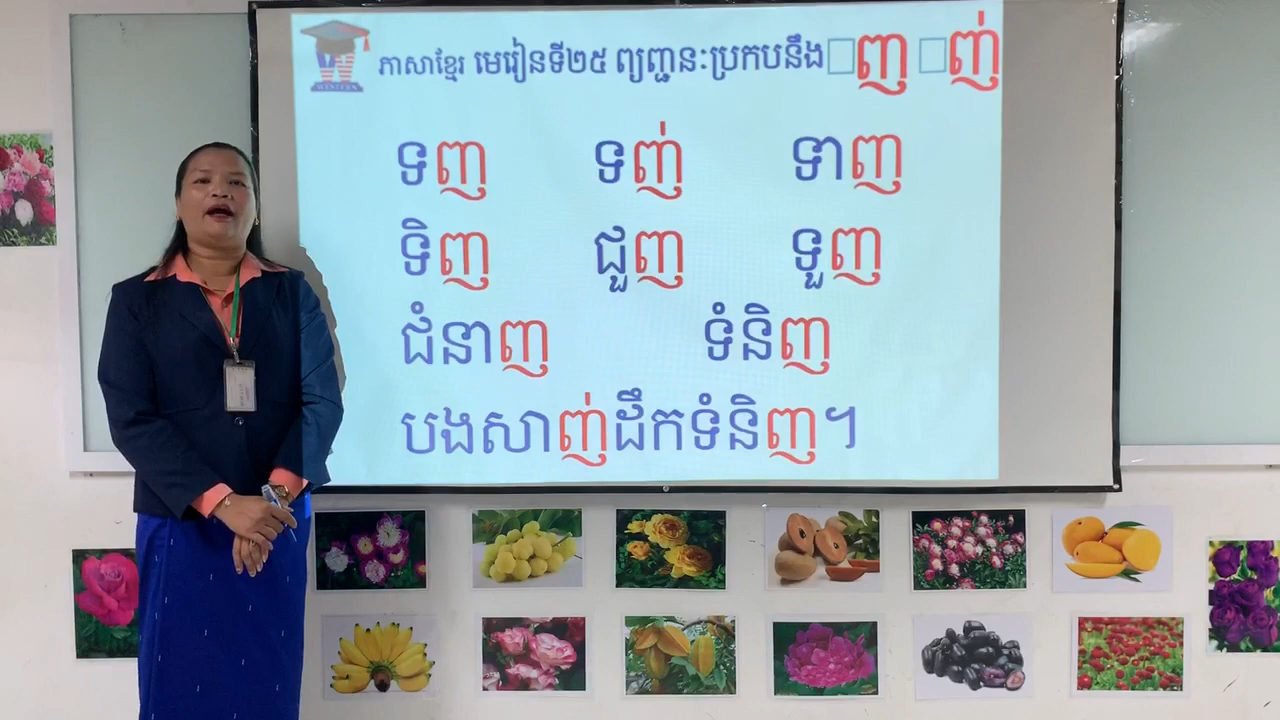 ភាសាខ្មែរ មេរៀនទី២៥ ព្យញ្ជនៈប្រកបនឹង□ញ □ញ់
WESTERN
ទញ ទញ់ ទាញ
ទិញ ជួញ ទួញ
ជំនាញ ទំនិញ
បងសាញ់ដឹកទំនិញ។